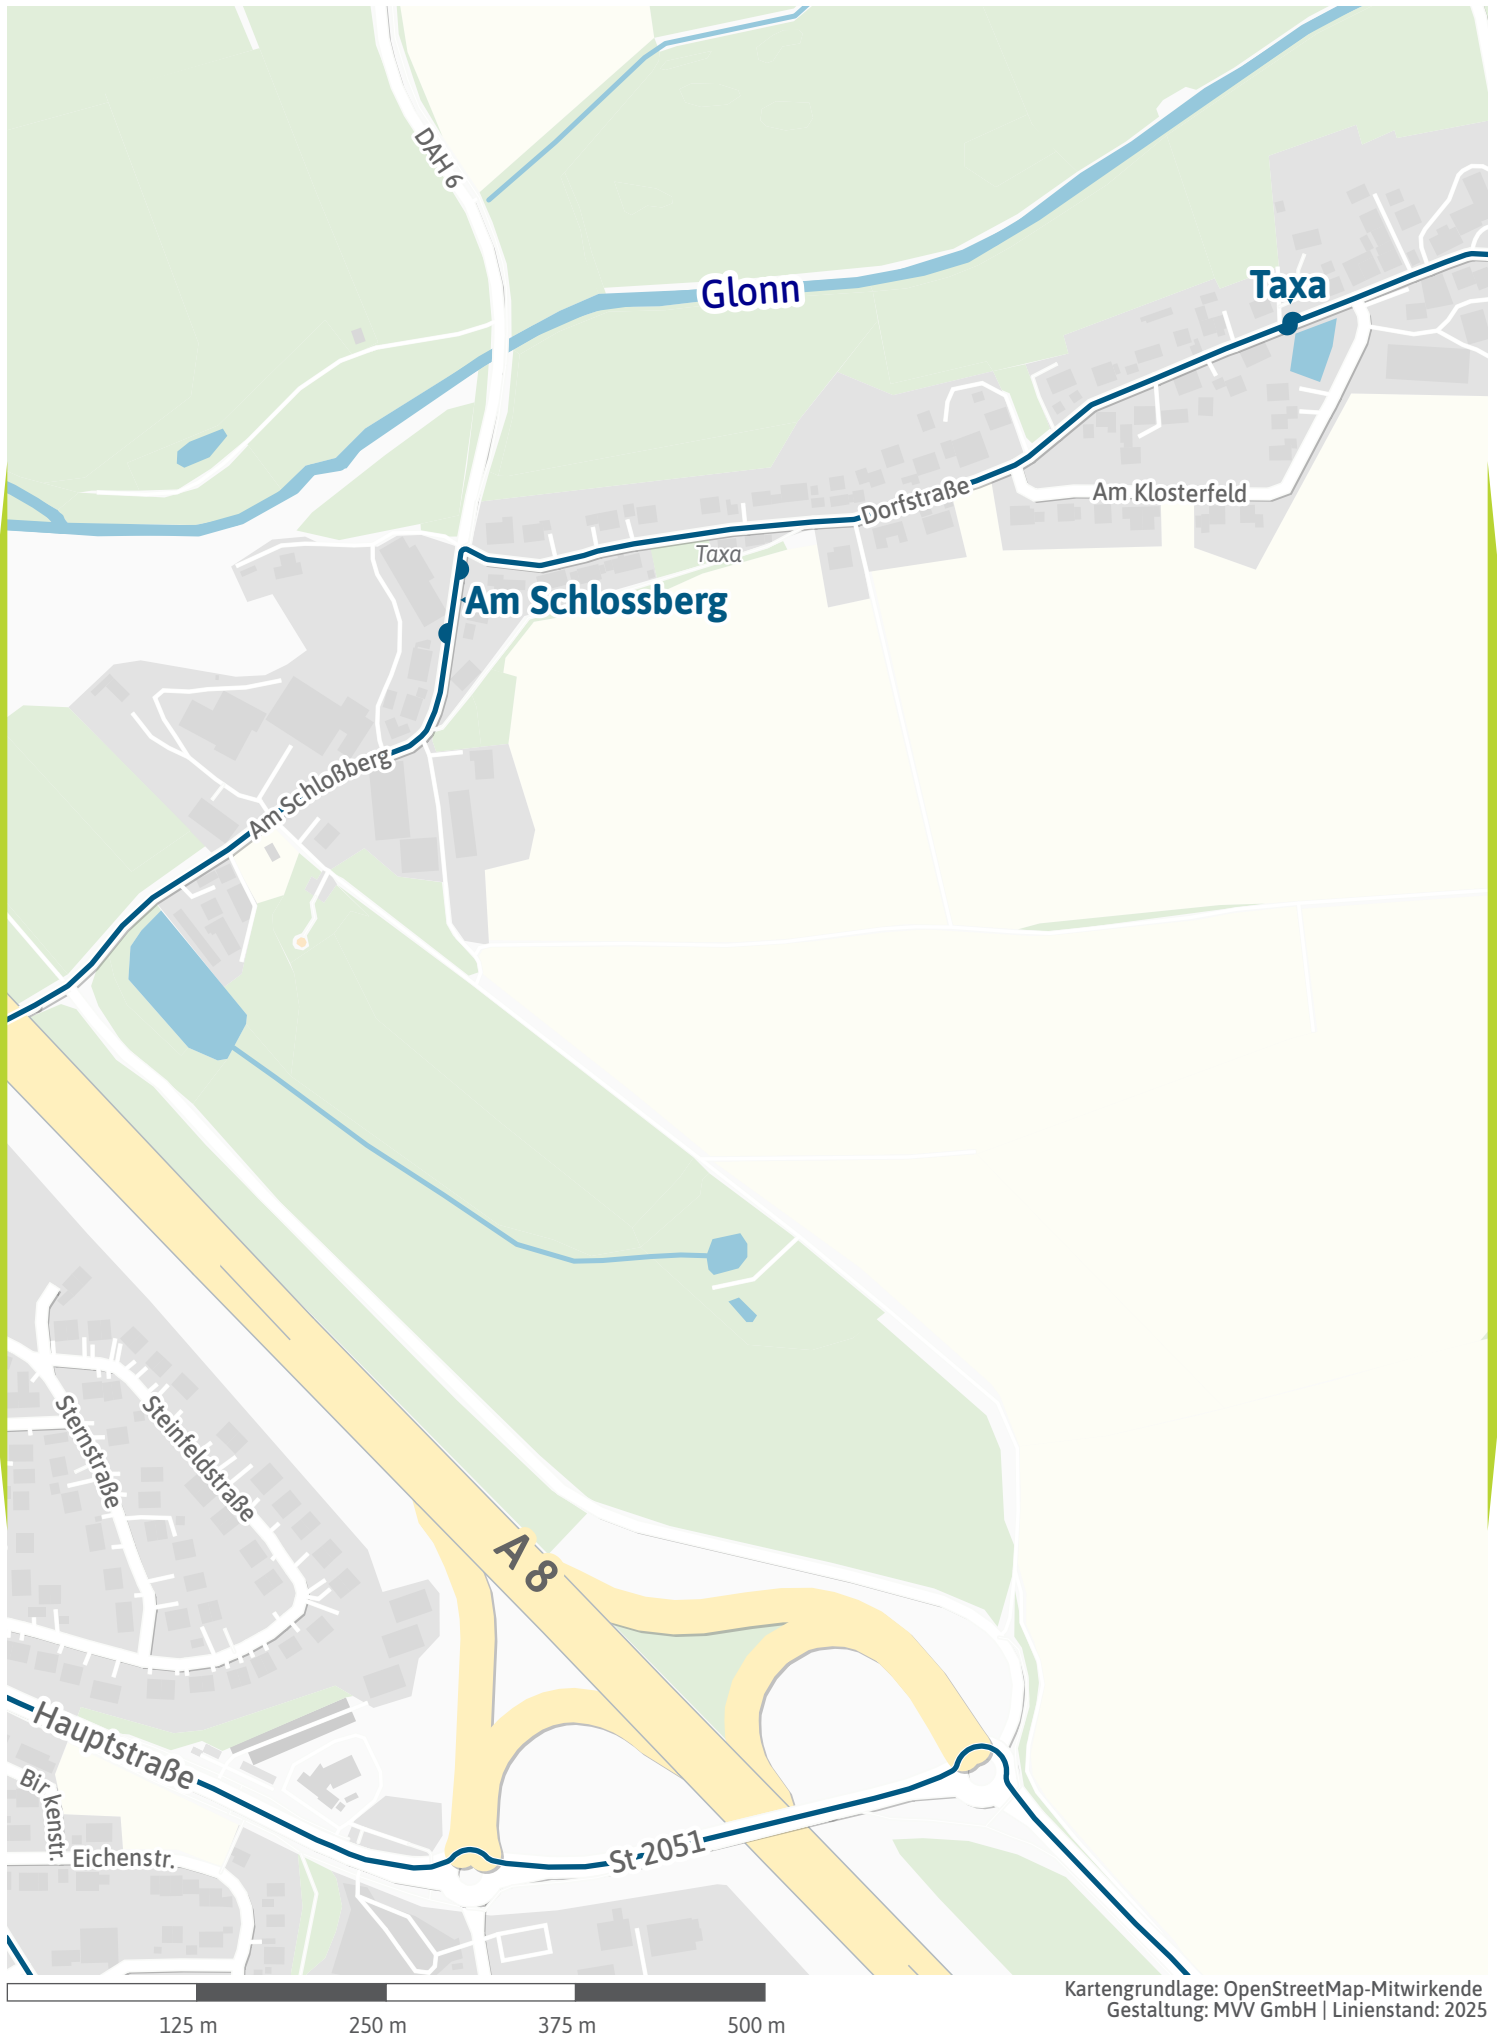 DAH 6
Glonn
Taxa
Dorfstraße
Am Klosterfeld
Taxa
Am Schlossberg
Am Schloßberg
Sternstraße
Steinfeldstraße
A 8
Hauptstraße
Birkenstr.
Eichenstr.
St 2051
Kartengrundlage: OpenStreetMap-Mitwirkende
Gestaltung: MVV GmbH | Linienstand: 2025
125 m
250 m
375 m
500 m